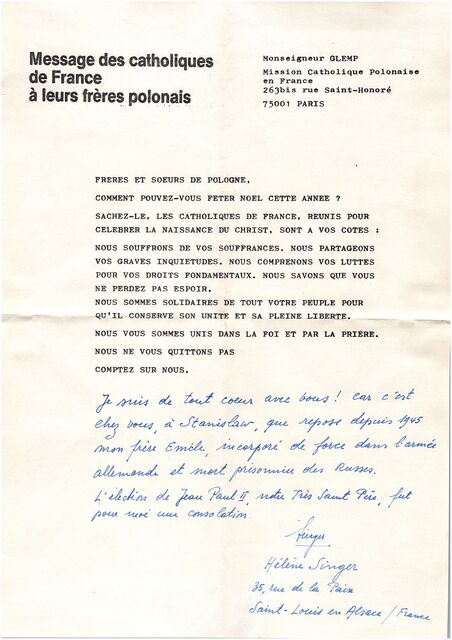 Message des catholiques
de France
à leurs frères polonais
Monseigneur GLEMP
Mission Catholique Polonaise
en France
263bis rue Saint-Honoré
75001 PARIS
FRERES ET SOEURS DE POLOGNE,
COMMENT POUVEZ-VOUS FETER NOEL CETTE ANNEE ?
SACHEZ-LE, LES CATHOLIQUES DE FRANCE, REUNIS POUR
CELEBRER LA NAISSANCE DU CHRIST, SONT A VOS COTES :
NOUS SOUFFRONS DE VOS SOUFFRANCES. NOUS PARTAGEONS
VOS GRAVES INQUIETUDES. NOUS COMPRENONS VOS LUTTES
POUR VOS DROITS FONDAMENTAUX. NOUS SAVONS QUE VOUS
NE PERDEZ PAS ESPOIR.
NOUS SOMMES SOLIDAIRES DE TOUT VOTRE PEUPLE POUR
QU'IL CONSERVE SON UNITE ET SA PLEINE LIBERTE.
NOUS VOUS SOMMES UNIS DANS LA FOI ET PAR LA PRIERE.
NOUS NE VOUS QUITTONS PAS
COMPTEZ SUR NOUS.
Je suis de tout coeur avec vous ! car c'est
chez vous, à Stanislaw, que repose depuis 1945
mon frère Emile, incorporé de force dans l'armée
allemande et mort prisonnier des Russes.
L'élection de Jean Paul II, notre Très Saint Père, fut
pour moi une consolation
Singer
Hélène Singer
35, rue de la Paix
Saint-Louis en Alsace / France